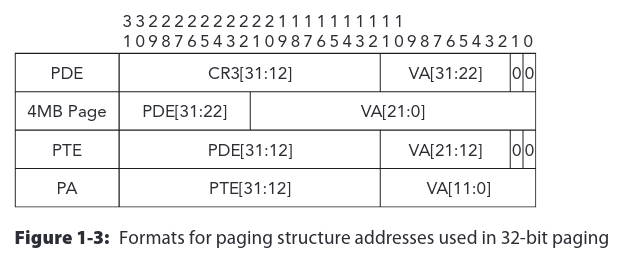 3 3 2 2 2 2 2 2 2 2 2 2 1 1 1 1 1 1 1 1 1 1
1 0 9 8 7 6 5 4 3 2 1 0 9 8 7 6 5 4 3 2 1 0 9 8 7 6 5 4 3 2 1 0
PDE CR3[31:12] VA[31:22] 0 0
4MB Page PDE[31:22] VA[21:0]
PTE PDE[31:12] VA[21:12] 0 0
PA PTE[31:12] VA[11:0]
Figure 1-3: Formats for paging structure addresses used in 32-bit paging